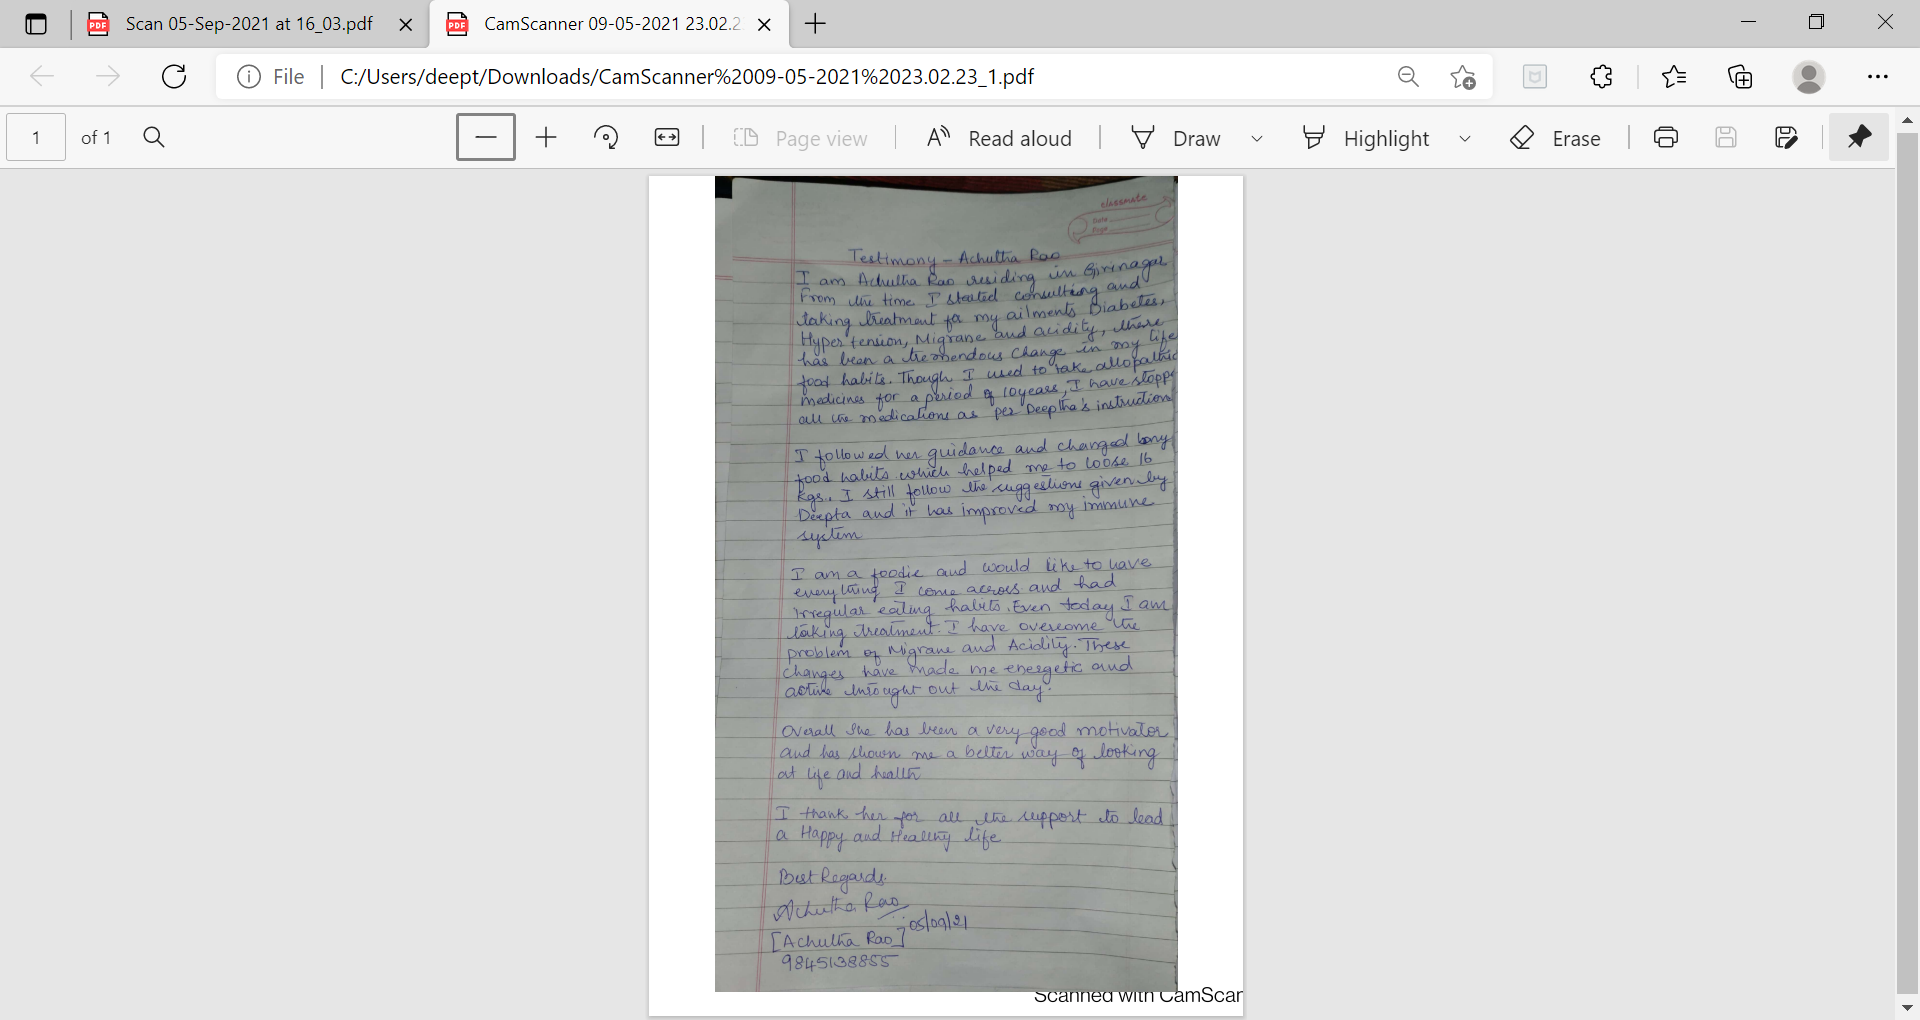 Scan 05-Sep-2021 at 16_03.pdf
CamScanner 09-05-2021 23.02.2
File
C:/Users/deept/Downloads/CamScanner%2009-05-2021%2023.02.23_1.pdf
1 of 1
Page view
Read aloud
Draw
Highlight
Erase
classmate
Date
Page
Testimony - Achutha Rao
I am Achutha Rao residing in Girinagar
From the time I started consulting and
taking treatment for my ailments Diabetes,
Hyper tension, Migrane and acidity, there
has been a tremendous change in my life
food habits. Though I used to take allopathic
medicines for a period of 10 years, I have stopp
all the medications as per Deeptha's instructions
I followed her guidance and changed
food habits which helped me to loose 16
kgs. I still follow the suggestions given by
Deepta and it has improved my immune
system
I am a foodie and would like to have
everything I come across and had
Irregular eating habits. Even today I am
taking treatment. I have overcome the
problem of Migrane and Acidity. These
changes have made me energetic and
active throught out the day.
Overall she has been a very good motivator
and has shown me a better way of looking
at life and health
I thank her for all the support to lead
a Happy and Healthy life
Best Regards
Achutha Rao
05/09/21
[Achutha Rao]
9845138855
Scanned with CamScan